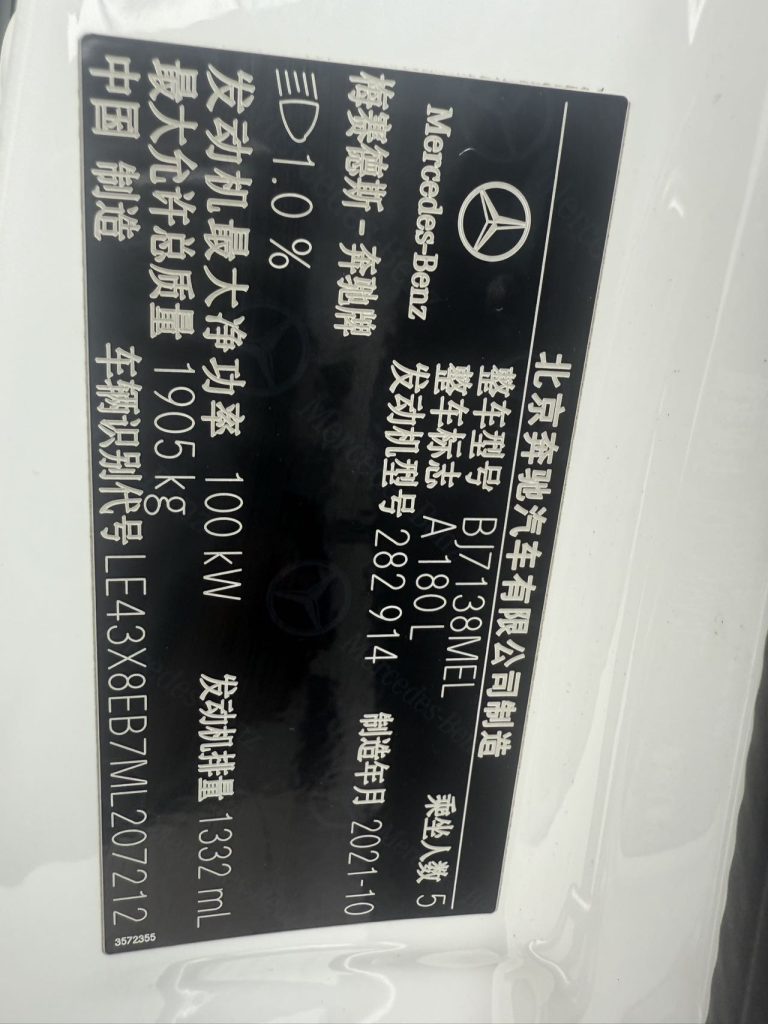 北京奔驰汽车有限公司制造
Mercedes-Benz
整车型号 BJ7138MEL 乘坐人数 5
整车标志 A 180 L
梅赛德斯-奔驰牌 发动机型号 282 914 制造年月 2021-10
1.0 %
发动机最大净功率 100 kW 发动机排量 1332 mL
最大允许总质量 1905 kg
中国 制造 车辆识别代号 LE43X8EB7ML207212
3572355